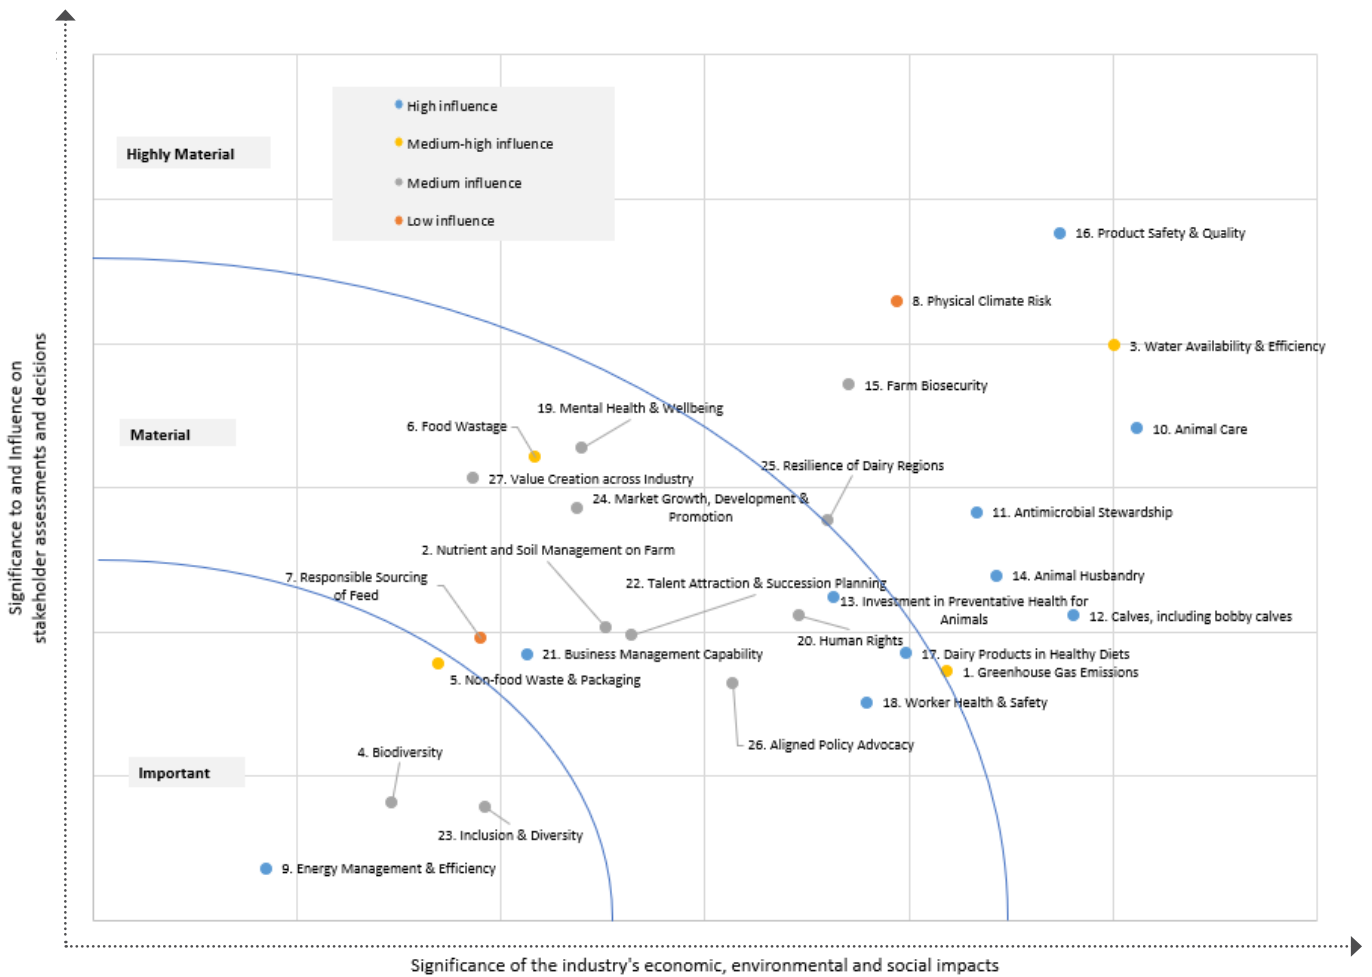 High influence
Medium-high influence
Highly Material
Medium influence
Low influence
16. Product Safety & Quality
8. Physical Climate Risk
3. Water Availability & Efficiency
15. Farm Biosecurity
19. Mental Health & Wellbeing
6. Food Wastage
10. Animal Care
Material
25. Resilience of Dairy Regions
27. Value Creation across Industry
24. Market Growth, Development &
Promotion
11. Antimicrobial Stewardship
2. Nutrient and Soil Management on Farm
7. Responsible Sourcing
of Feed
22. Talent Attraction & Succession Planning
14. Animal Husbandry
13. Investment in Preventative Health for
Animals
12. Calves, including bobby calves
20. Human Rights
21. Business Management Capability
17. Dairy Products in Healthy Diets
1. Greenhouse Gas Emissions
5. Non-food Waste & Packaging
18. Worker Health & Safety
26. Aligned Policy Advocacy
4. Biodiversity
Important
23. Inclusion & Diversity
9. Energy Management & Efficiency
Significance to and Influence on
stakeholder assessments and decisions
Significance of the industry's economic, environmental and social impacts